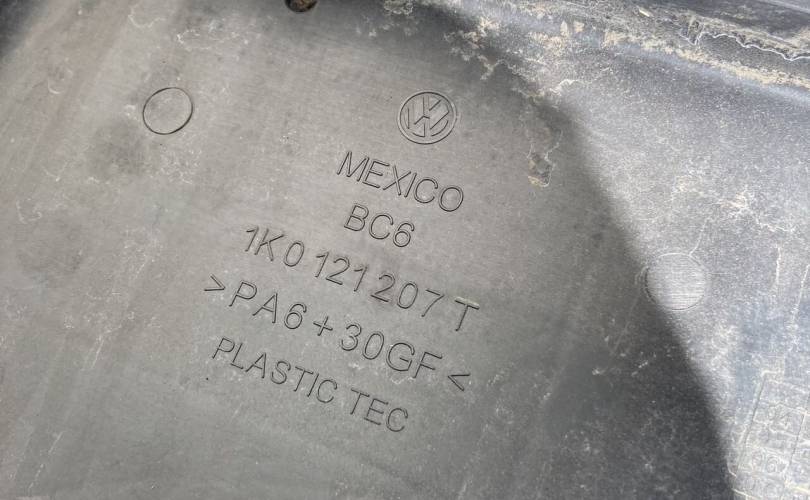 MEXICO
BC6
1K0 121 207 T
>PA6+30GF<
PLASTIC TEC